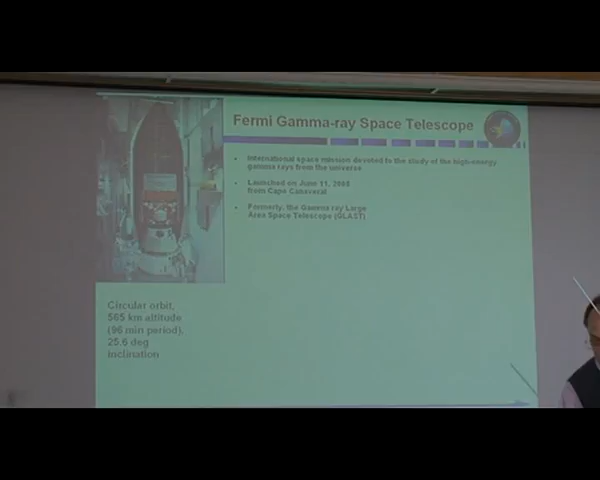 Fermi Gamma-ray Space Telescope
International space mission devoted to the study of the high-energy
gamma rays from the universe
Launched on June 11, 2008
from Cape Canaveral
Formerly, the Gamma ray Large
Area Space Telescope (GLAST)
Circular orbit,
565 km altitude
(96 min period),
25.6 deg
inclination